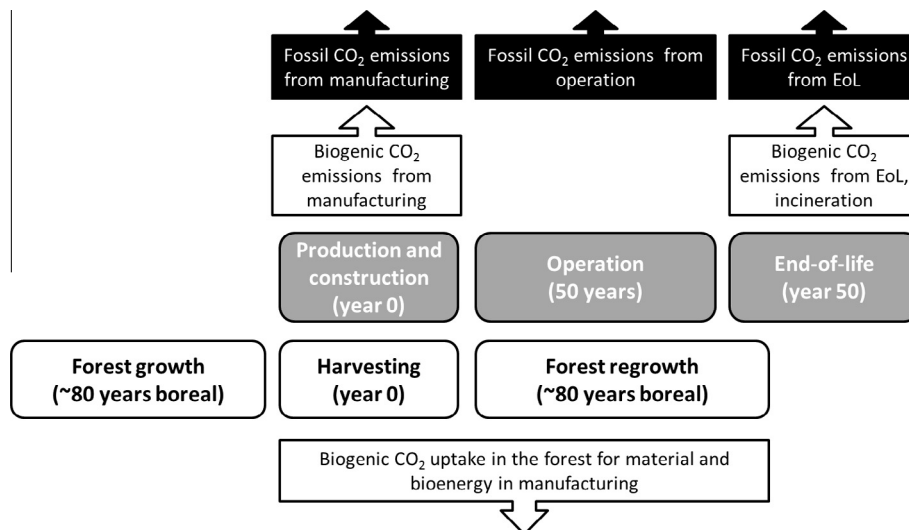 Fossil CO₂ emissions
from manufacturing
Fossil CO₂ emissions from
operation
Fossil CO₂ emissions
from EoL
Biogenic CO₂
emissions from
manufacturing
Biogenic CO₂
emissions from EoL,
incineration
Production and
construction
(year 0)
Operation
(50 years)
End-of-life
(year 50)
Forest growth
(~80 years boreal)
Harvesting
(year 0)
Forest regrowth
(~80 years boreal)
Biogenic CO₂ uptake in the forest for material and
bioenergy in manufacturing